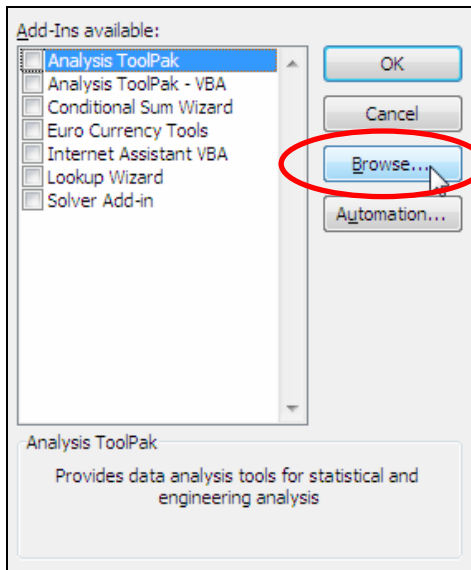 Add-Ins available:
Analysis ToolPak
Analysis ToolPak - VBA
Conditional Sum Wizard
Euro Currency Tools
Internet Assistant VBA
Lookup Wizard
Solver Add-in
OK
Cancel
Browse...
Automation...
Analysis ToolPak
Provides data analysis tools for statistical and
engineering analysis